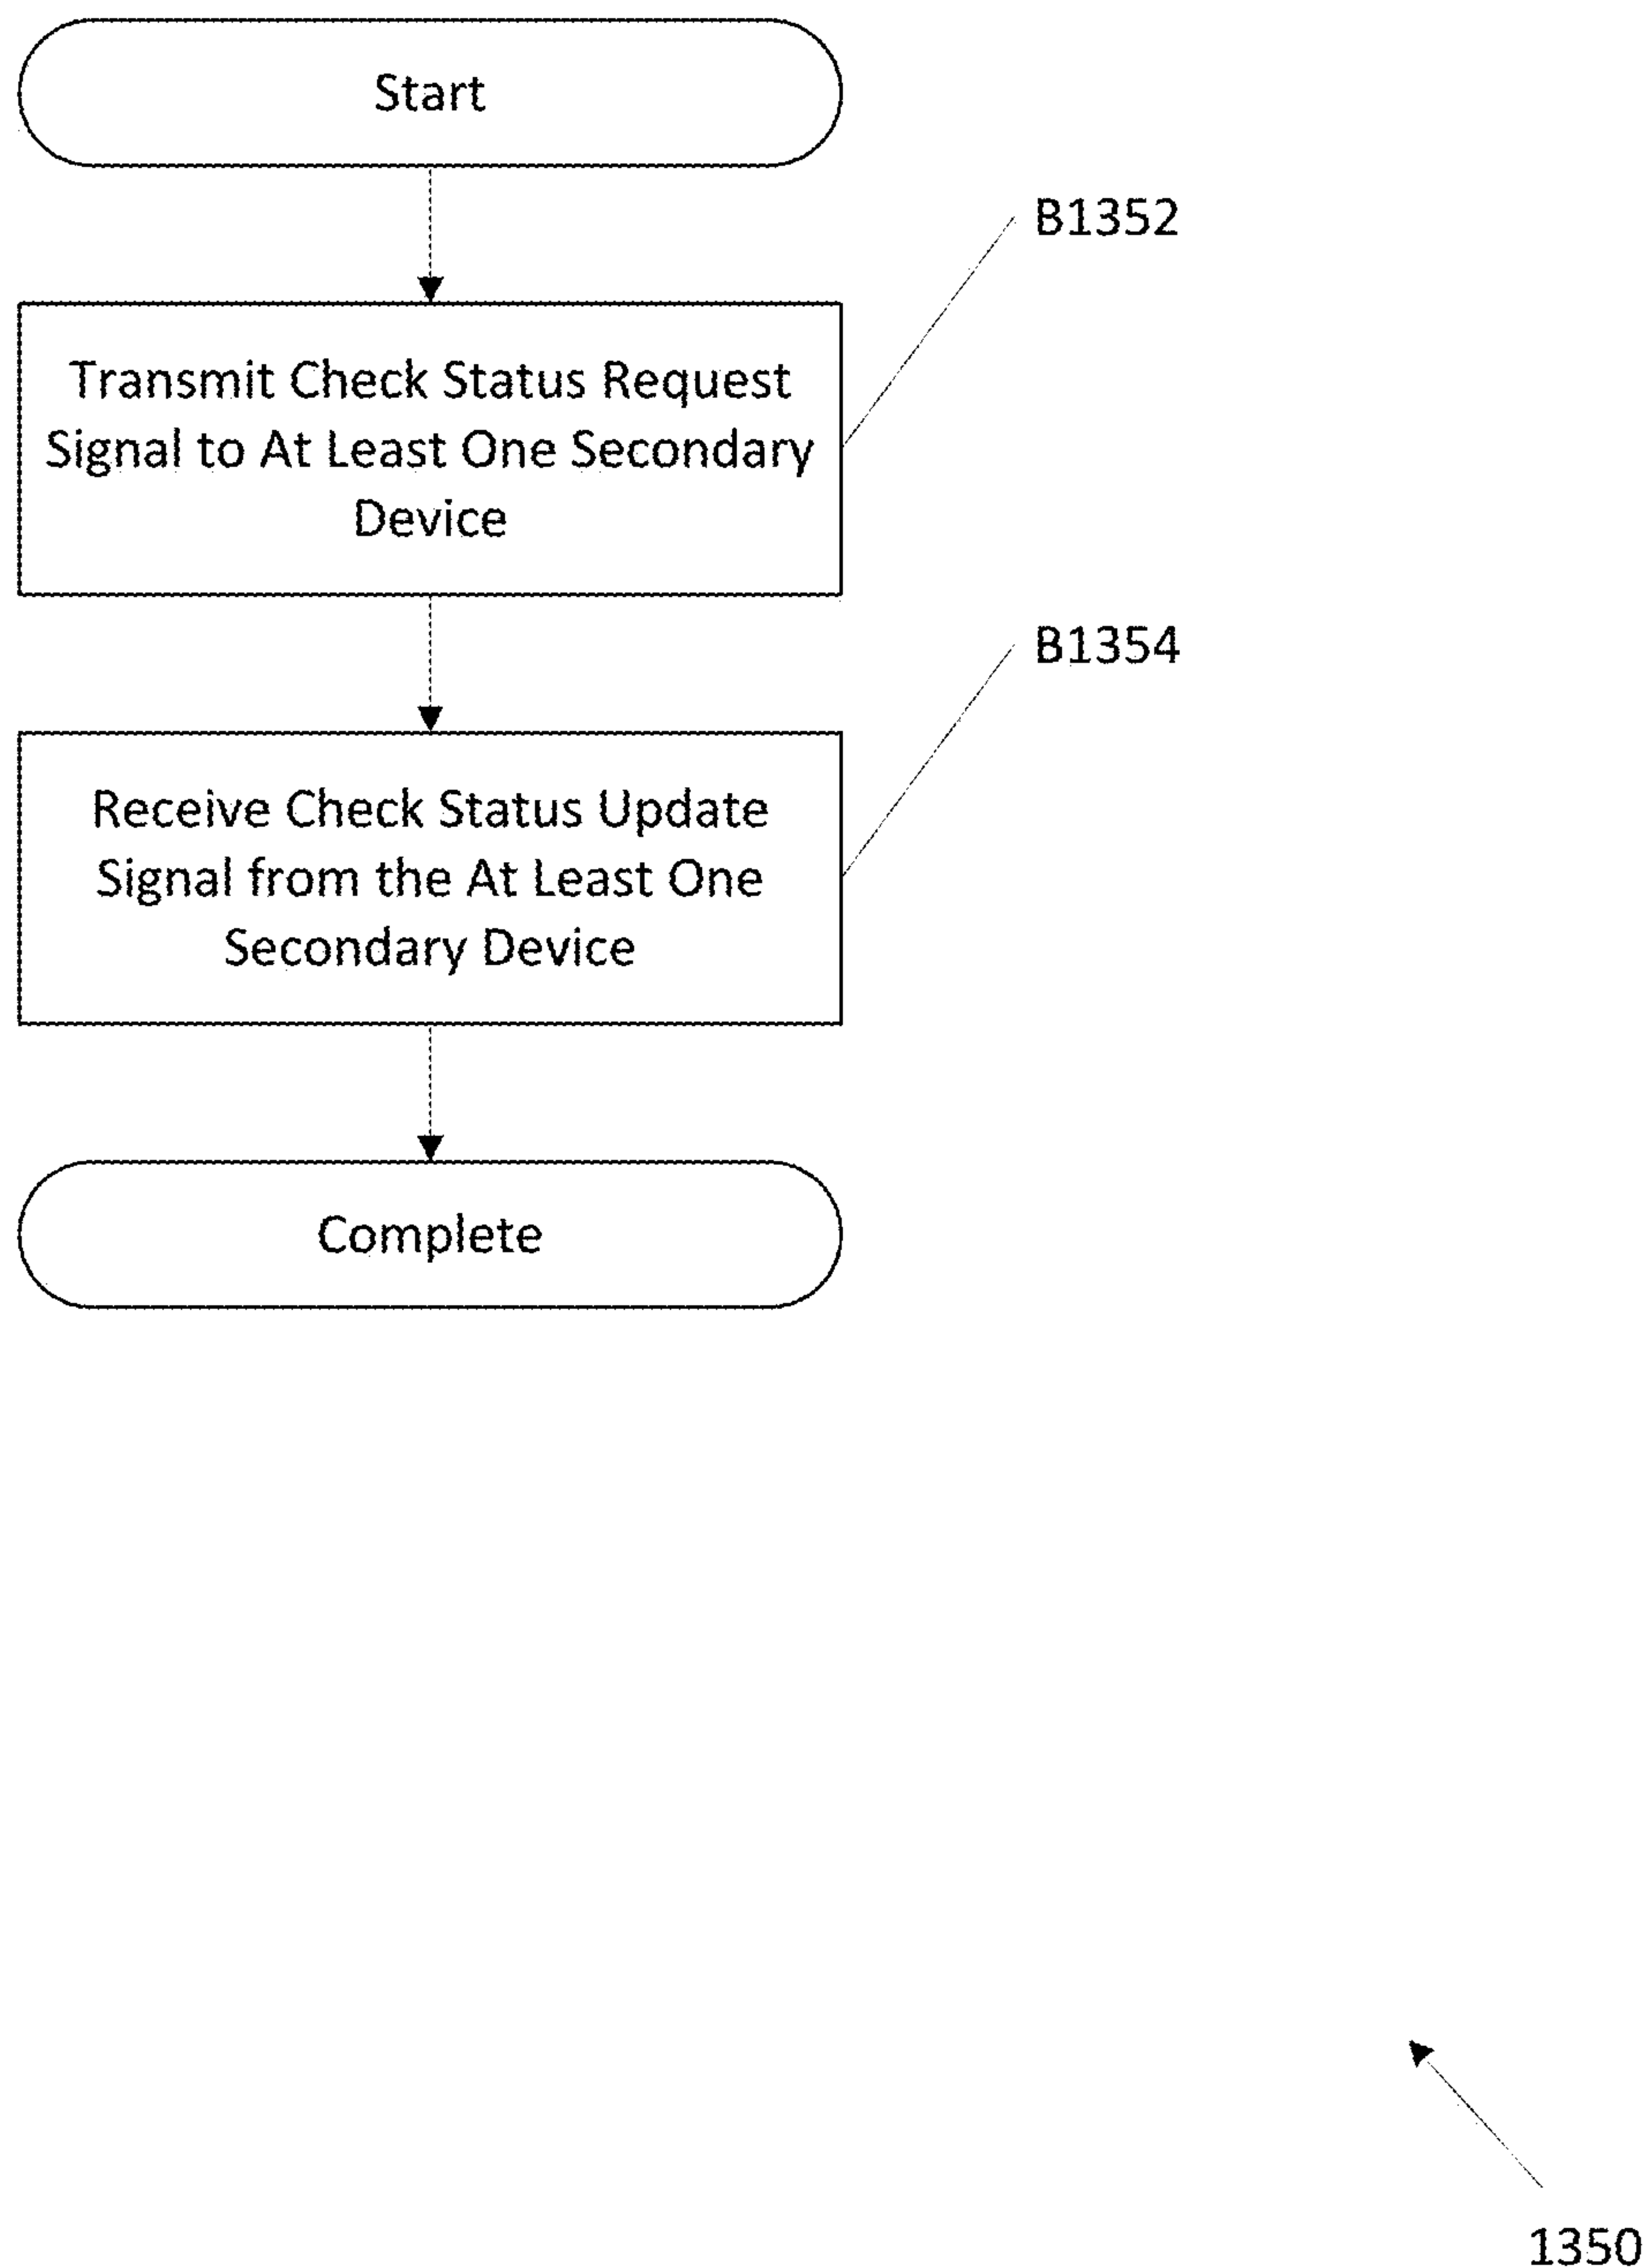 Start
B1352
Transmit Check Status Request
Signal to At Least One Secondary
Device
B1354
Receive Check Status Update
Signal from the At Least One
Secondary Device
Complete
1350